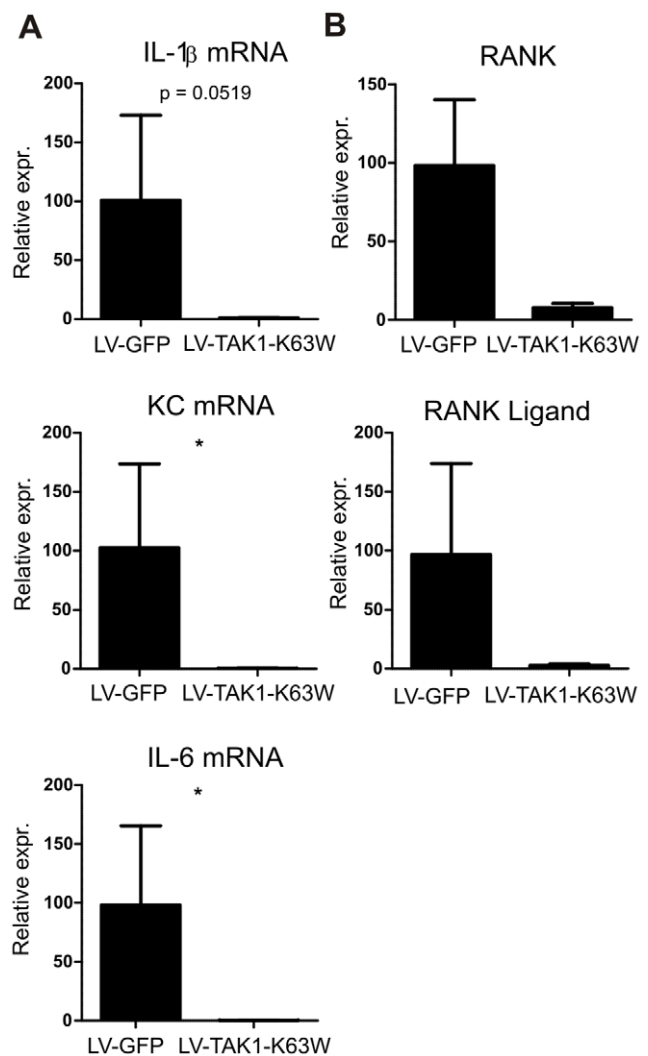 A
B
IL-1β mRNA
p = 0.0519
Relative expr.
200
150
100
50
0
LV-GFP LV-TAK1-K63W
RANK
Relative expr.
150
100
50
0
LV-GFP LV-TAK1-K63W
KC mRNA
*
Relative expr.
200
150
100
50
0
LV-GFP LV-TAK1-K63W
RANK Ligand
Relative expr.
200
150
100
50
0
LV-GFP LV-TAK1-K63W
IL-6 mRNA
*
Relative expr.
200
150
100
50
0
LV-GFP LV-TAK1-K63W